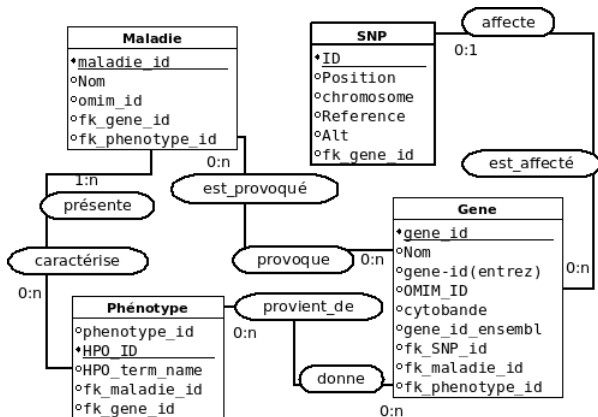 Maladie
maladie_id
Nom
omim_id
fk_gene_id
fk_phenotype_id
SNP
ID
Position
chromosome
Reference
Alt
fk_gene_id
affecte
0:1
est_affecté
0:n
1:n
présente
caractérise
0:n
0:n
est_provoqué
provoque
0:n
Gene
gene_id
Nom
gene-id(entrez)
OMIM_ID
cytobande
gene_id_ensembl
fk_SNP_id
fk_maladie_id
fk_phenotype_id
Phénotype
phenotype_id
HPO_ID
HPO_term_name
fk_maladie_id
fk_gene_id
provient_de
0:n
donne
0:n